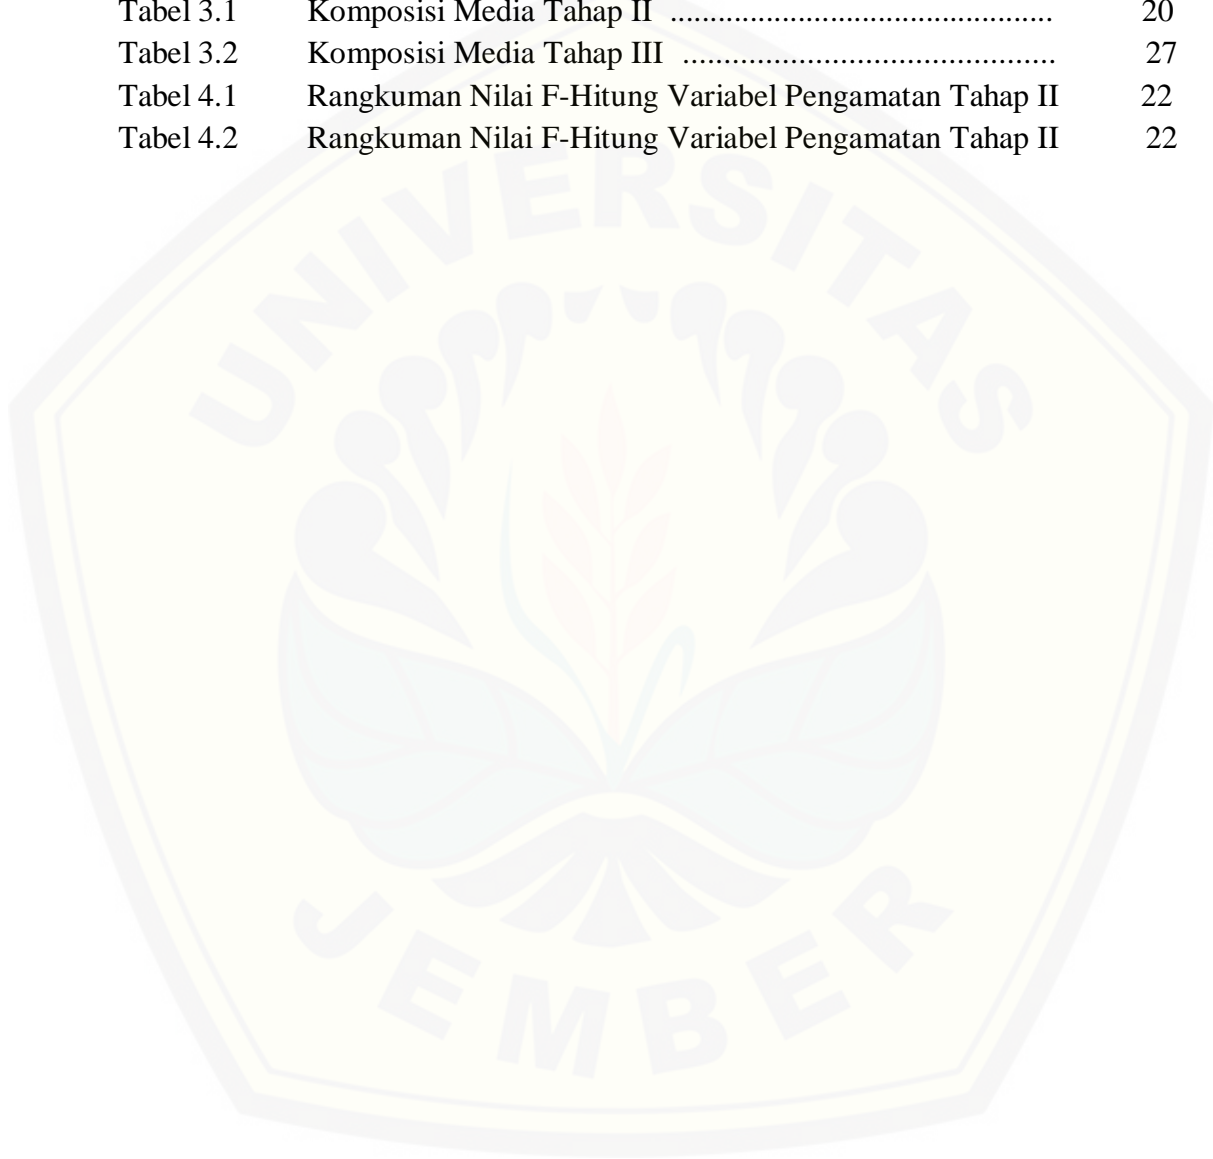 Tabel 3.1 Komposisi Media Tahap II ............................................ 20
Tabel 3.2 Komposisi Media Tahap III ........................................... 27
Tabel 4.1 Rangkuman Nilai F-Hitung Variabel Pengamatan Tahap II 22
Tabel 4.2 Rangkuman Nilai F-Hitung Variabel Pengamatan Tahap II 22
UNIVERSITAS
JEMBER